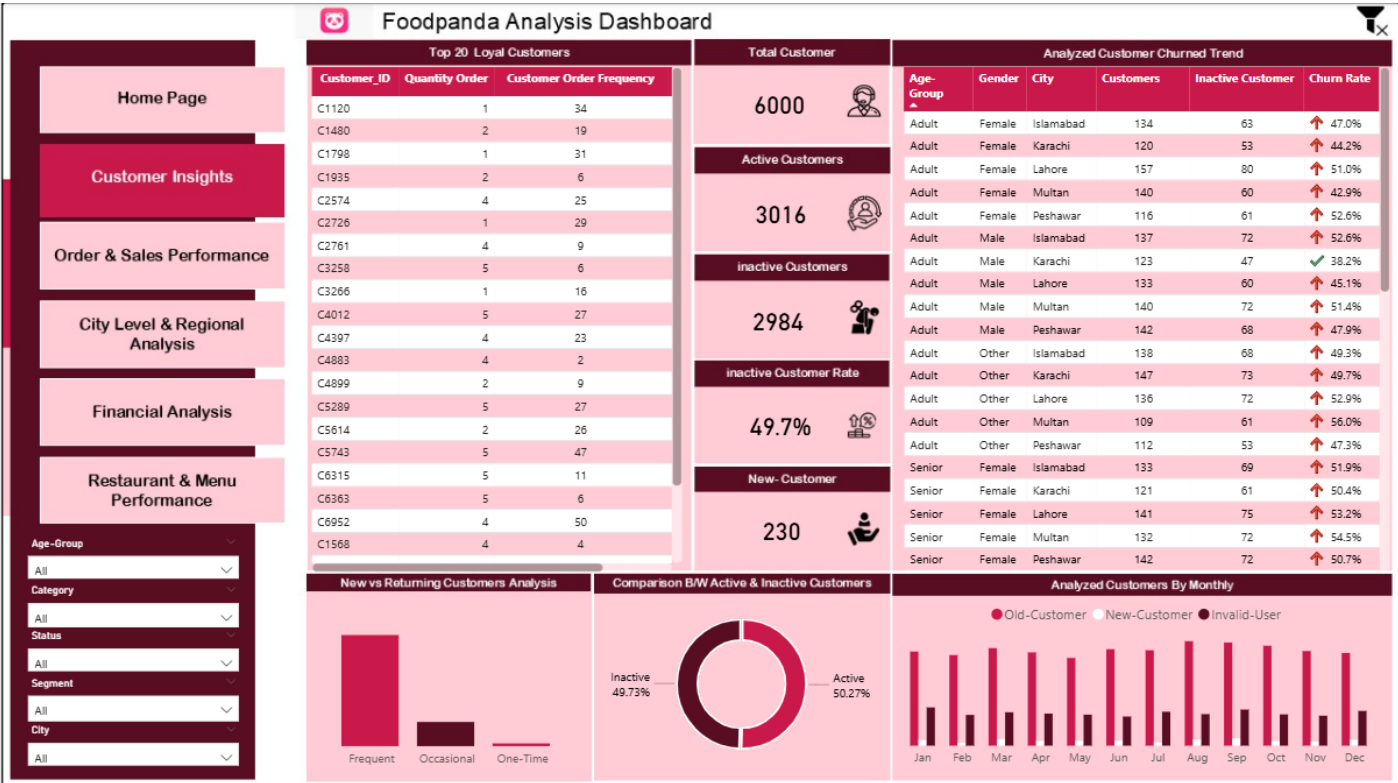 Foodpanda Analysis Dashboard
Home Page
Customer Insights
Order & Sales Performance
City Level & Regional
Analysis
Financial Analysis
Restaurant & Menu
Performance
Age-Group
All
Category
All
Status
All
Segment
All
City
All
Top 20 Loyal Customers
Customer_ID Quantity Order Customer Order Frequency
C1120 1 34
C1480 2 19
C1798 1 31
C1935 2 6
C2574 4 25
C2726 1 29
C2761 4 9
C3258 5 6
C3266 1 16
C4012 5 27
C4397 4 23
C4883 4 2
C4899 2 9
C5289 5 27
C5614 2 26
C5743 5 47
C6315 5 11
C6363 5 6
C6952 4 50
C1568 4 4
Total Customer
6000
Active Customers
3016
inactive Customers
2984
inactive Customer Rate
49.7%
New- Customer
230
Analyzed Customer Churned Trend
Age-
Group Gender City Customers Inactive Customer Churn Rate
Adult Female Islamabad 134 63 47.0%
Adult Female Karachi 120 53 44.2%
Adult Female Lahore 157 80 51.0%
Adult Female Multan 140 60 42.9%
Adult Female Peshawar 116 61 52.6%
Adult Male Islamabad 137 72 52.6%
Adult Male Karachi 123 47 38.2%
Adult Male Lahore 133 60 45.1%
Adult Male Multan 140 72 51.4%
Adult Male Peshawar 142 68 47.9%
Adult Other Islamabad 138 68 49.3%
Adult Other Karachi 147 73 49.7%
Adult Other Lahore 136 72 52.9%
Adult Other Multan 109 61 56.0%
Adult Other Peshawar 112 53 47.3%
Senior Female Islamabad 133 69 51.9%
Senior Female Karachi 121 61 50.4%
Senior Female Lahore 141 75 53.2%
Senior Female Multan 132 72 54.5%
Senior Female Peshawar 142 72 50.7%
New vs Returning Customers Analysis
Frequent Occasional One-Time
Comparison B/W Active & Inactive Customers
Inactive
49.73%
Active
50.27%
Analyzed Customers By Monthly
Old-Customer New-Customer Invalid-User
Jan Feb Mar Apr May Jun Jul Aug Sep Oct Nov Dec